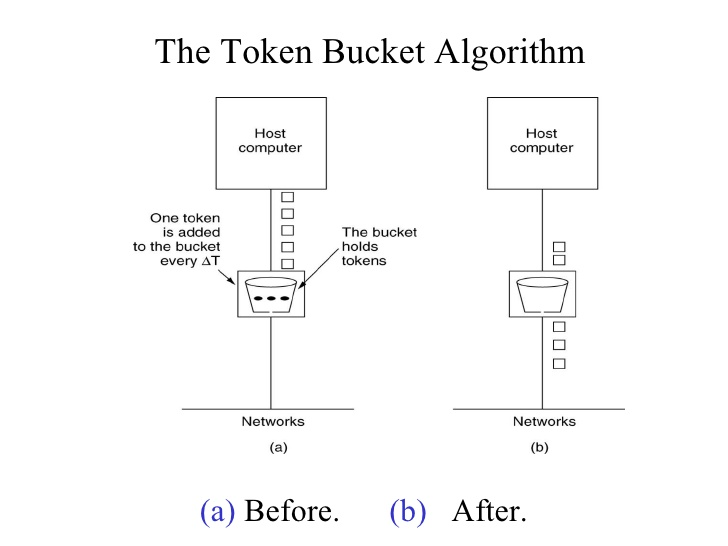 The Token Bucket Algorithm
Host
computer
One token
is added
to the bucket
every ΔT
The bucket
holds
tokens
Networks
(a)
Host
computer
Networks
(b)
(a) Before. (b) After.